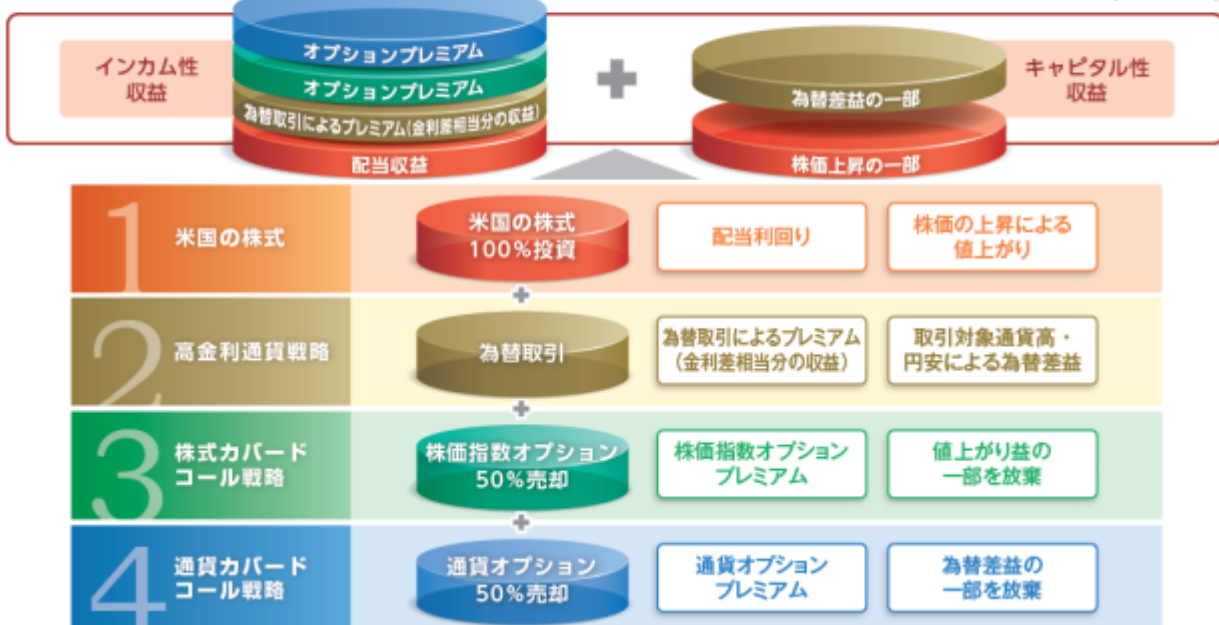 インカム性
収益
オプションプレミアム
オプションプレミアム
為替取引によるプレミアム(金利差相当分の収益)
配当収益
為替差益の一部
株価上昇の一部
キャピタル性
収益
1
米国の株式
米国の株式
100%投資
配当利回り
株価の上昇による
値上がり
2
高金利通貨戦略
為替取引
為替取引によるプレミアム
(金利差相当分の収益)
取引対象通貨高・
円安による為替差益
3
株式カバード
コール戦略
株価指数オプション
50%売却
株価指数オプション
プレミアム
値上がり益の
一部を放棄
4
通貨カバード
コール戦略
通貨オプション
50%売却
通貨オプション
プレミアム
為替差益の
一部を放棄